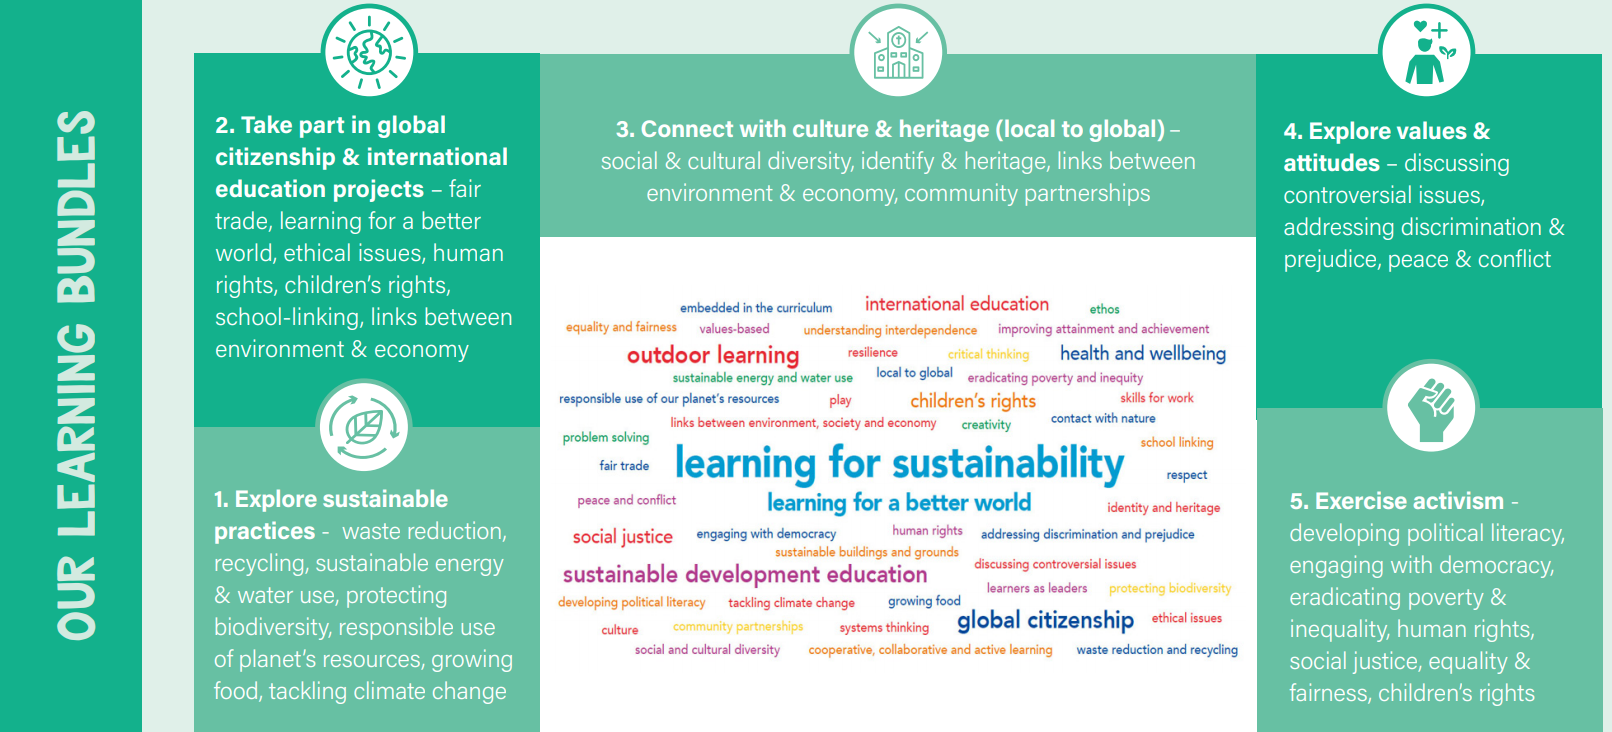 OUR LEARNING BUNDLES
2. Take part in global
citizenship & international
education projects – fair
trade, learning for a better
world, ethical issues, human
rights, children's rights,
school-linking, links between
environment & economy
1. Explore sustainable
practices -  waste reduction,
recycling, sustainable energy
& water use, protecting
biodiversity, responsible use
of planet's resources, growing
food, tackling climate change
3. Connect with culture & heritage (local to global) –
social & cultural diversity, identify & heritage, links between
environment & economy, community partnerships
embedded in the curriculum international education ethos
equality and fairness values-based understanding interdependence improving attainment and achievement
outdoor learning resilience critical thinking health and wellbeing
sustainable energy and water use local to global eradicating poverty and inequity
responsible use of our planet's resources play children's rights skills for work
links between environment, society and economy creativity contact with nature
problem solving school linking
fair trade learning for sustainability respect
peace and conflict learning for a better world identity and heritage
social justice engaging with democracy human rights addressing discrimination and prejudice
sustainable buildings and grounds
sustainable development education discussing controversial issues
learners as leaders protecting biodiversity
developing political literacy tackling climate change growing food
culture community partnerships systems thinking global citizenship ethical issues
social and cultural diversity cooperative, collaborative and active learning waste reduction and recycling
4. Explore values &
attitudes – discussing
controversial issues,
addressing discrimination &
prejudice, peace & conflict
5. Exercise activism -
developing political literacy,
engaging with democracy,
eradicating poverty &
inequality, human rights,
social justice, equality &
fairness, children's rights